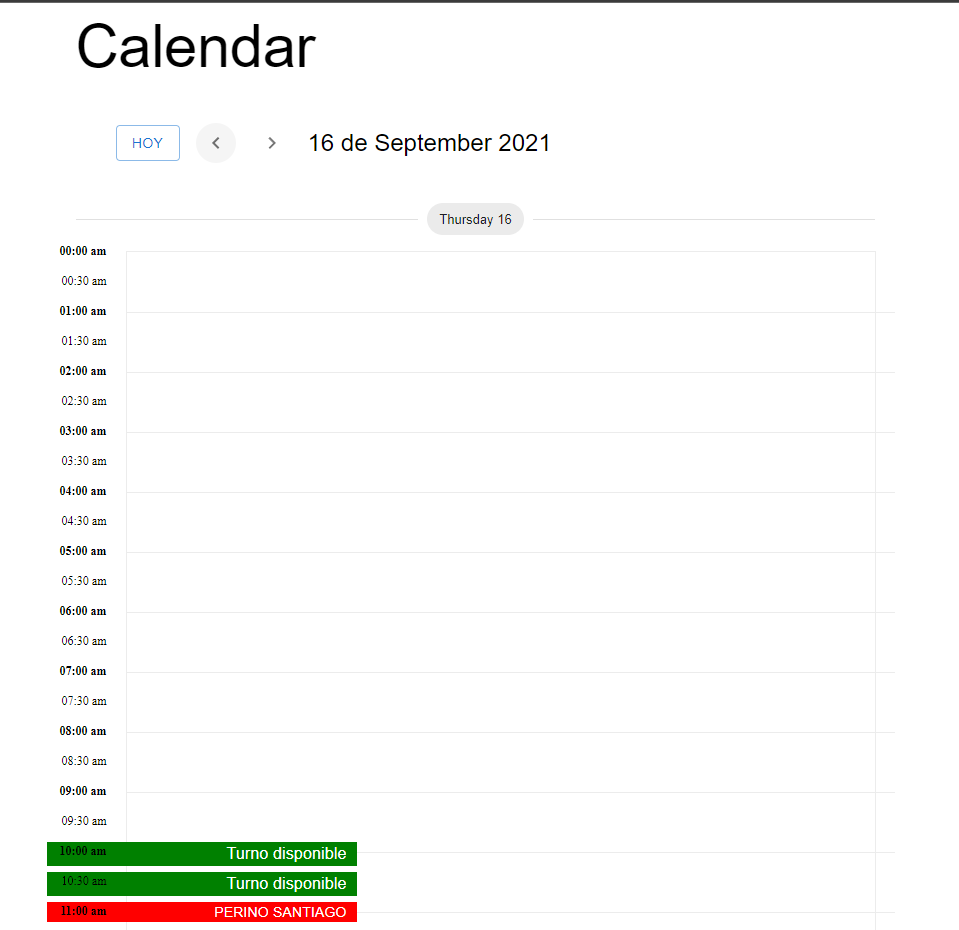 Calendar
HOY 16 de September 2021
Thursday 16
00:00 am
00:30 am
01:00 am
01:30 am
02:00 am
02:30 am
03:00 am
03:30 am
04:00 am
04:30 am
05:00 am
05:30 am
06:00 am
06:30 am
07:00 am
07:30 am
08:00 am
08:30 am
09:00 am
09:30 am
10:00 am Turno disponible
10:30 am Turno disponible
11:00 am PERINO SANTIAGO